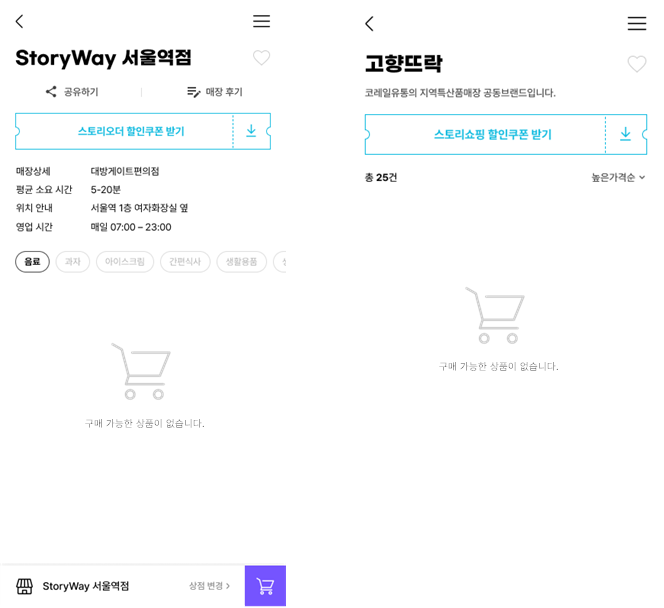 StoryWay 서울역점
공유하기
매장 후기
스토리오더 할인쿠폰 받기
매장상세 대방게이트편의점
평균 소요 시간 5-20분
위치 안내 서울역 1층 여자화장실 옆
영업 시간 매일 07:00 – 23:00
음료 과자 아이스크림 간편식사 생활용품
구매 가능한 상품이 없습니다.
StoryWay 서울역점 상점 변경 >
고향뜨락
코레일유통의 지역특산품매장 공동브랜드입니다.
스토리쇼핑 할인쿠폰 받기
총 25건 높은가격순
구매 가능한 상품이 없습니다.